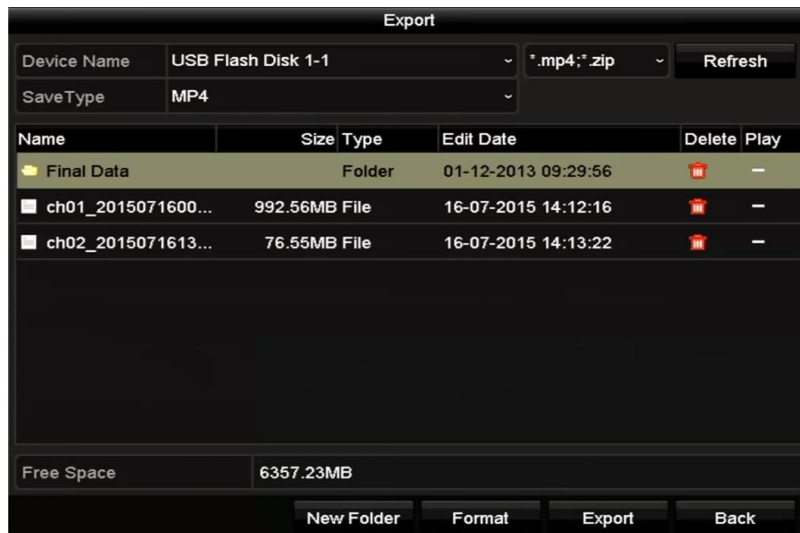 Export
Device Name USB Flash Disk 1-1 *.mp4;*.zip Refresh
SaveType MP4
Name Size Type Edit Date Delete Play
Final Data Folder 01-12-2013 09:29:56
ch01_2015071600... 992.56MB File 16-07-2015 14:12:16
ch02_2015071613... 76.55MB File 16-07-2015 14:13:22
Free Space 6357.23MB
New Folder Format Export Back